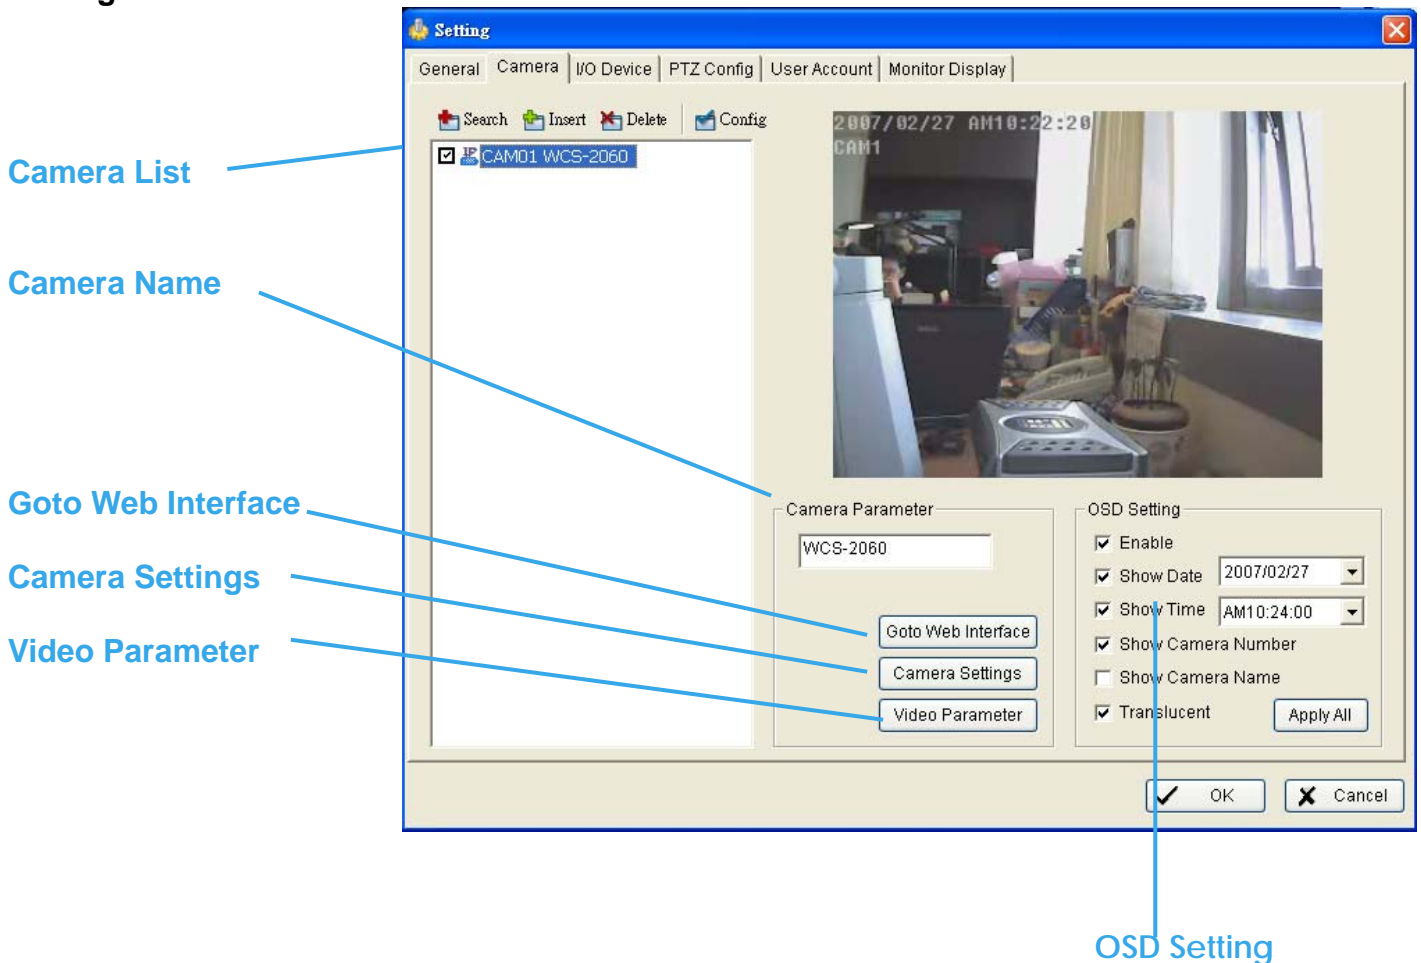 Setting
General Camera I/O Device PTZ Config User Account Monitor Display
Search Insert Delete Config
2007/02/27 AM10:22:20
CAM1
CAM01 WCS-2060
Camera List
Camera Name
Goto Web Interface
Camera Settings
Video Parameter
Camera Parameter
WCS-2060
Goto Web Interface
Camera Settings
Video Parameter
OSD Setting
Enable
Show Date 2007/02/27
Show Time AM10:24:00
Show Camera Number
Show Camera Name
Translucent Apply All
OK Cancel
OSD Setting